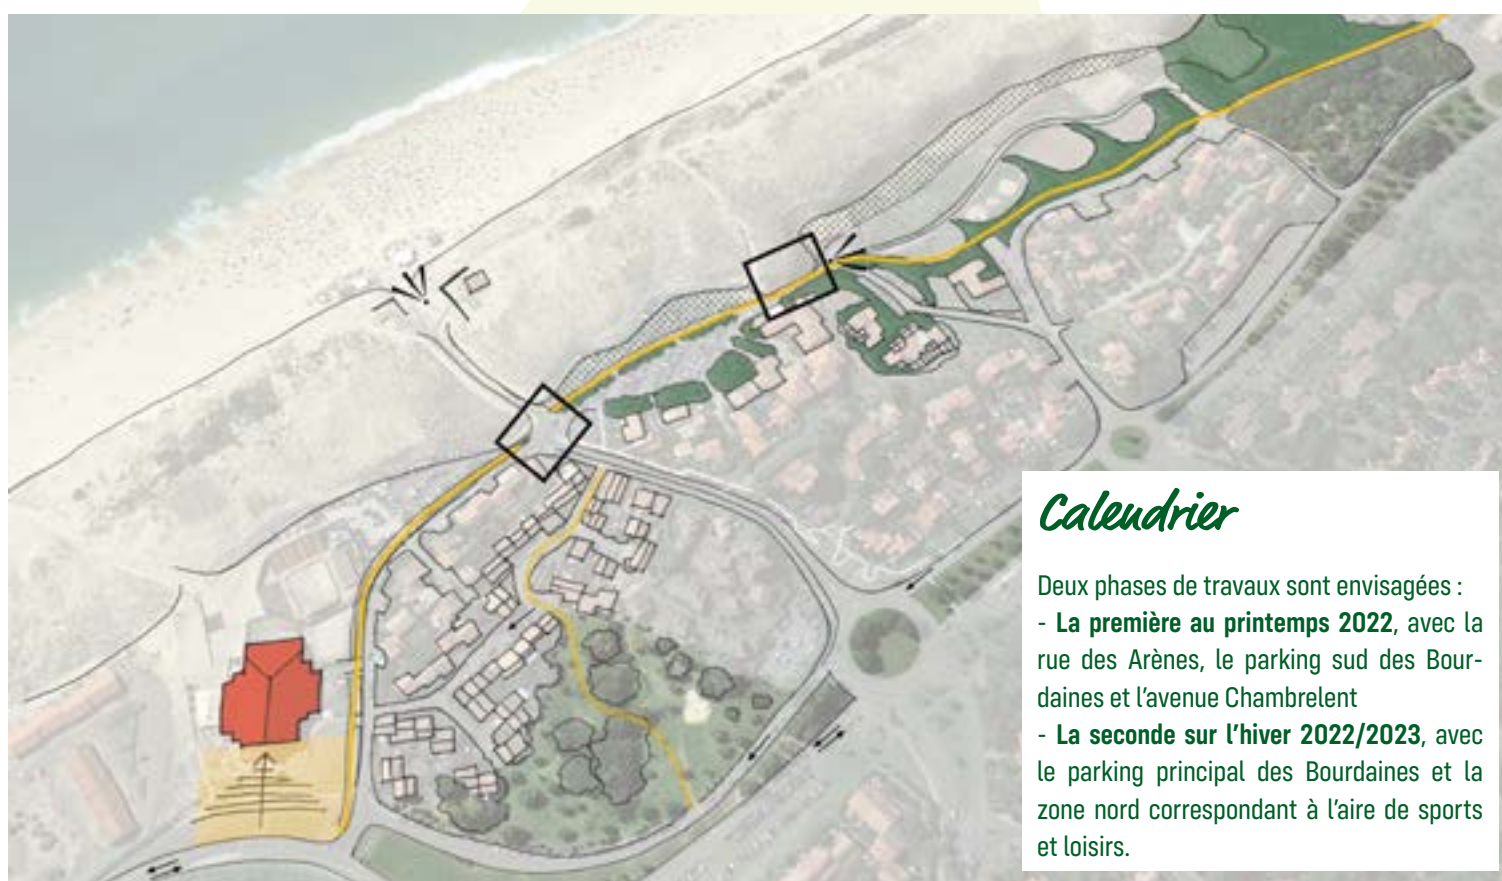 Calendrier
Deux phases de travaux sont envisagées :
- La première au printemps 2022, avec la
rue des Arènes, le parking sud des Bour-
daines et l'avenue Chambrelent
- La seconde sur l'hiver 2022/2023, avec
le parking principal des Bourdaines et la
zone nord correspondant à l'aire de sports
et loisirs.